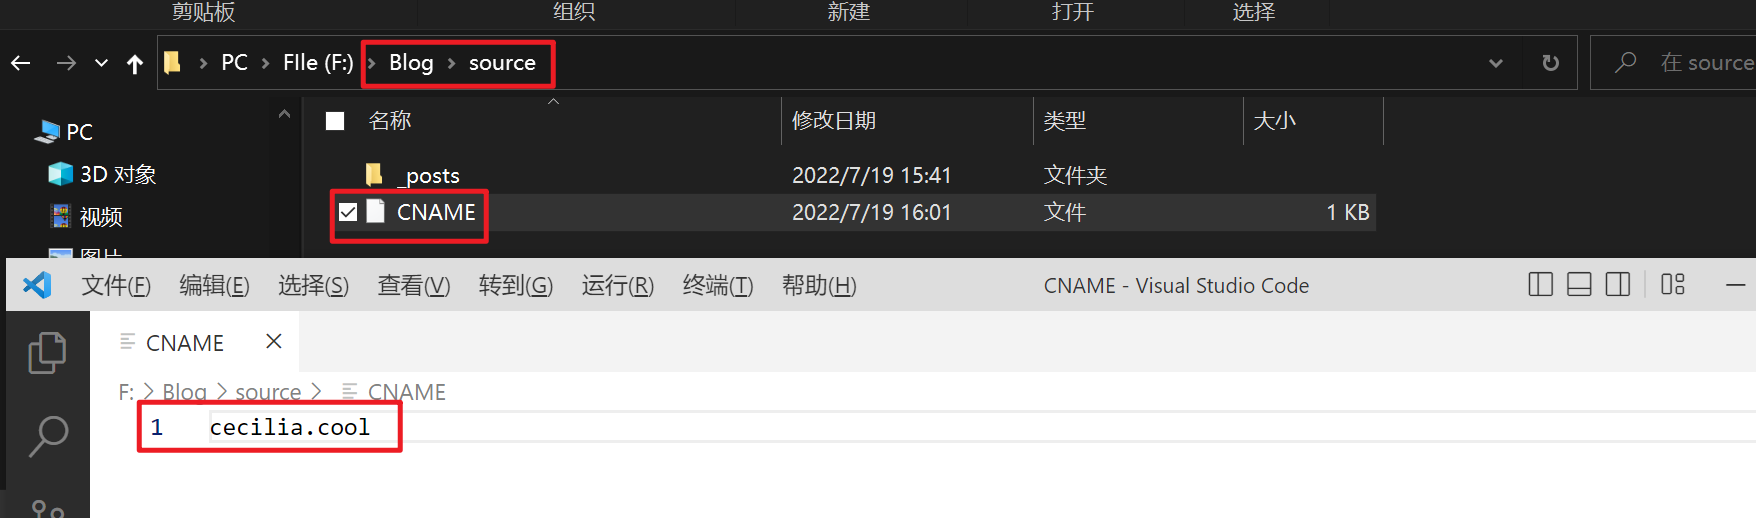 剪贴板 组织 新建 打开 选择
PC FIle (F:) Blog source 在 source
名称 修改日期 类型 大小
PC
3D 对象
视频
图片
_posts 2022/7/19 15:41 文件夹
CNAME 2022/7/19 16:01 文件 1 KB
文件(F) 编辑(E) 选择(S) 查看(V) 转到(G) 运行(R) 终端(T) 帮助(H) CNAME - Visual Studio Code
CNAME
F: > Blog > source > CNAME
1 cecilia.cool